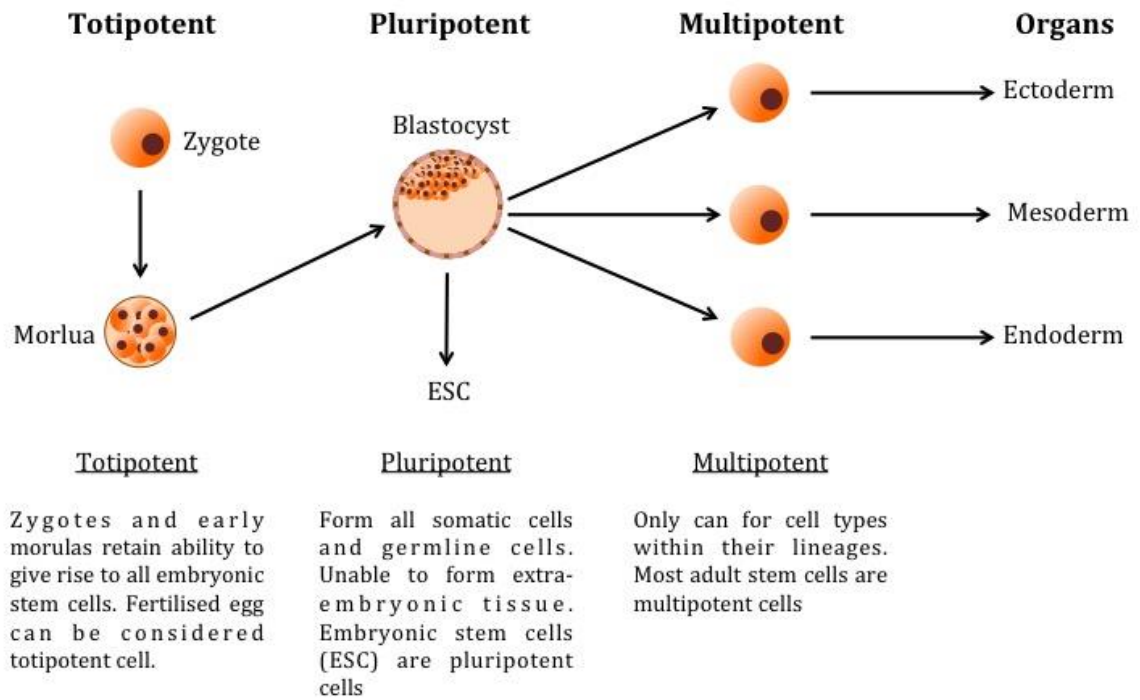 Totipotent
Pluripotent
Multipotent
Organs
Zygote
Morlua
Blastocyst
ESC
Ectoderm
Mesoderm
Endoderm
Totipotent
Zygotes and early
morulas retain ability to
give rise to all embryonic
stem cells. Fertilised egg
can be considered
totipotent cell.
Pluripotent
Form all somatic cells
and germline cells.
Unable to form extra-
embryonic tissue.
Embryonic stem cells
(ESC) are pluripotent
cells
Multipotent
Only can for cell types
within their lineages.
Most adult stem cells are
multipotent cells